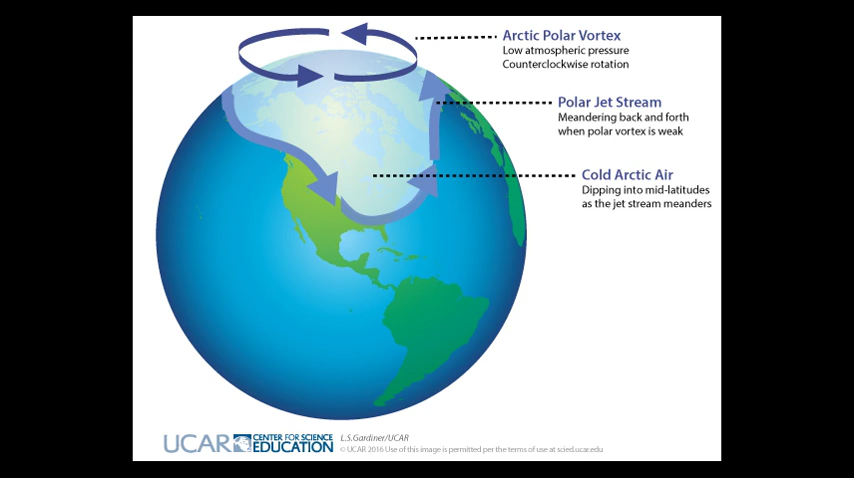 Arctic Polar Vortex
Low atmospheric pressure
Counterclockwise rotation
Polar Jet Stream
Meandering back and forth
when polar vortex is weak
Cold Arctic Air
Dipping into mid-latitudes
as the jet stream meanders
UCAR CENTER FOR SCIENCE EDUCATION
L.S.Gardiner/UCAR
© UCAR 2016 Use of this image is permitted per the terms of use at scied.ucar.edu